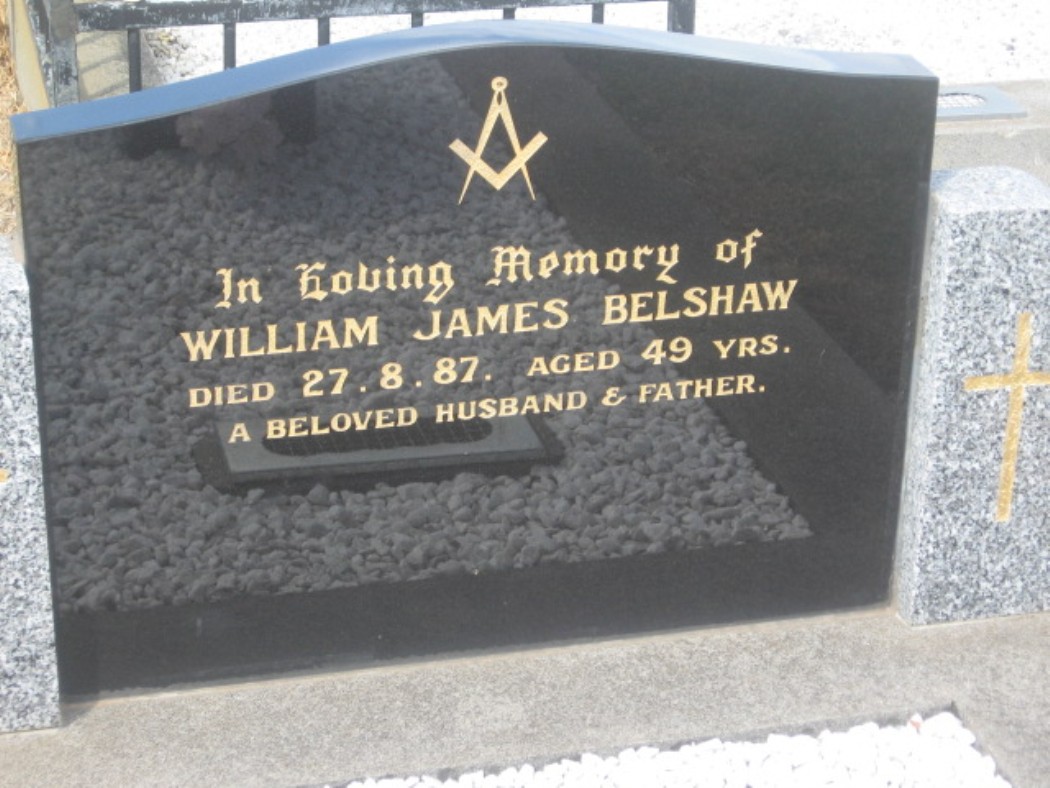 In Loving Memory of
WILLIAM JAMES BELSHAW
DIED 27.8.87. AGED 49 YRS.
A BELOVED HUSBAND & FATHER.